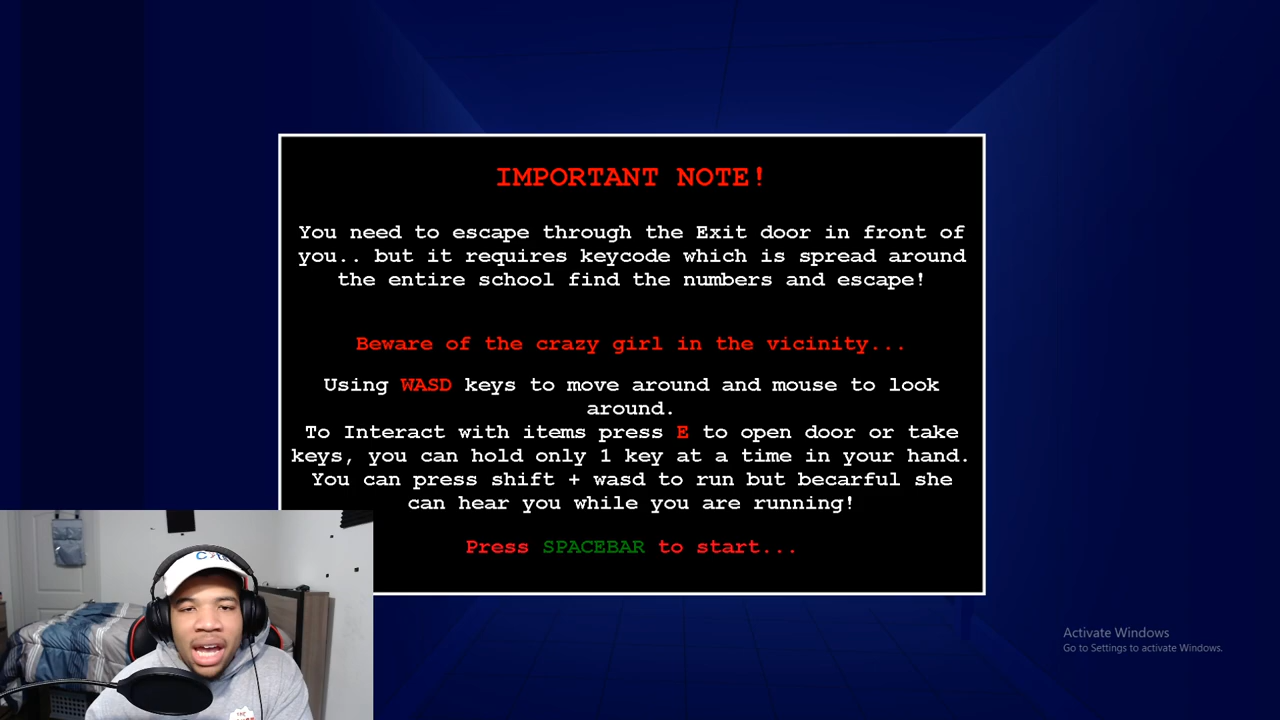 IMPORTANT NOTE!
You need to escape through the Exit door in front of
you.. but it requires keycode which is spread around
the entire school find the numbers and escape!
Beware of the crazy girl in the vicinity...
Using WASD keys to move around and mouse to look
around.
To Interact with items press E to open door or take
keys, you can hold only 1 key at a time in your hand.
You can press shift + wasd to run but becarful she
can hear you while you are running!
Press SPACEBAR to start...
Activate Windows
Go to Settings to activate Windows.